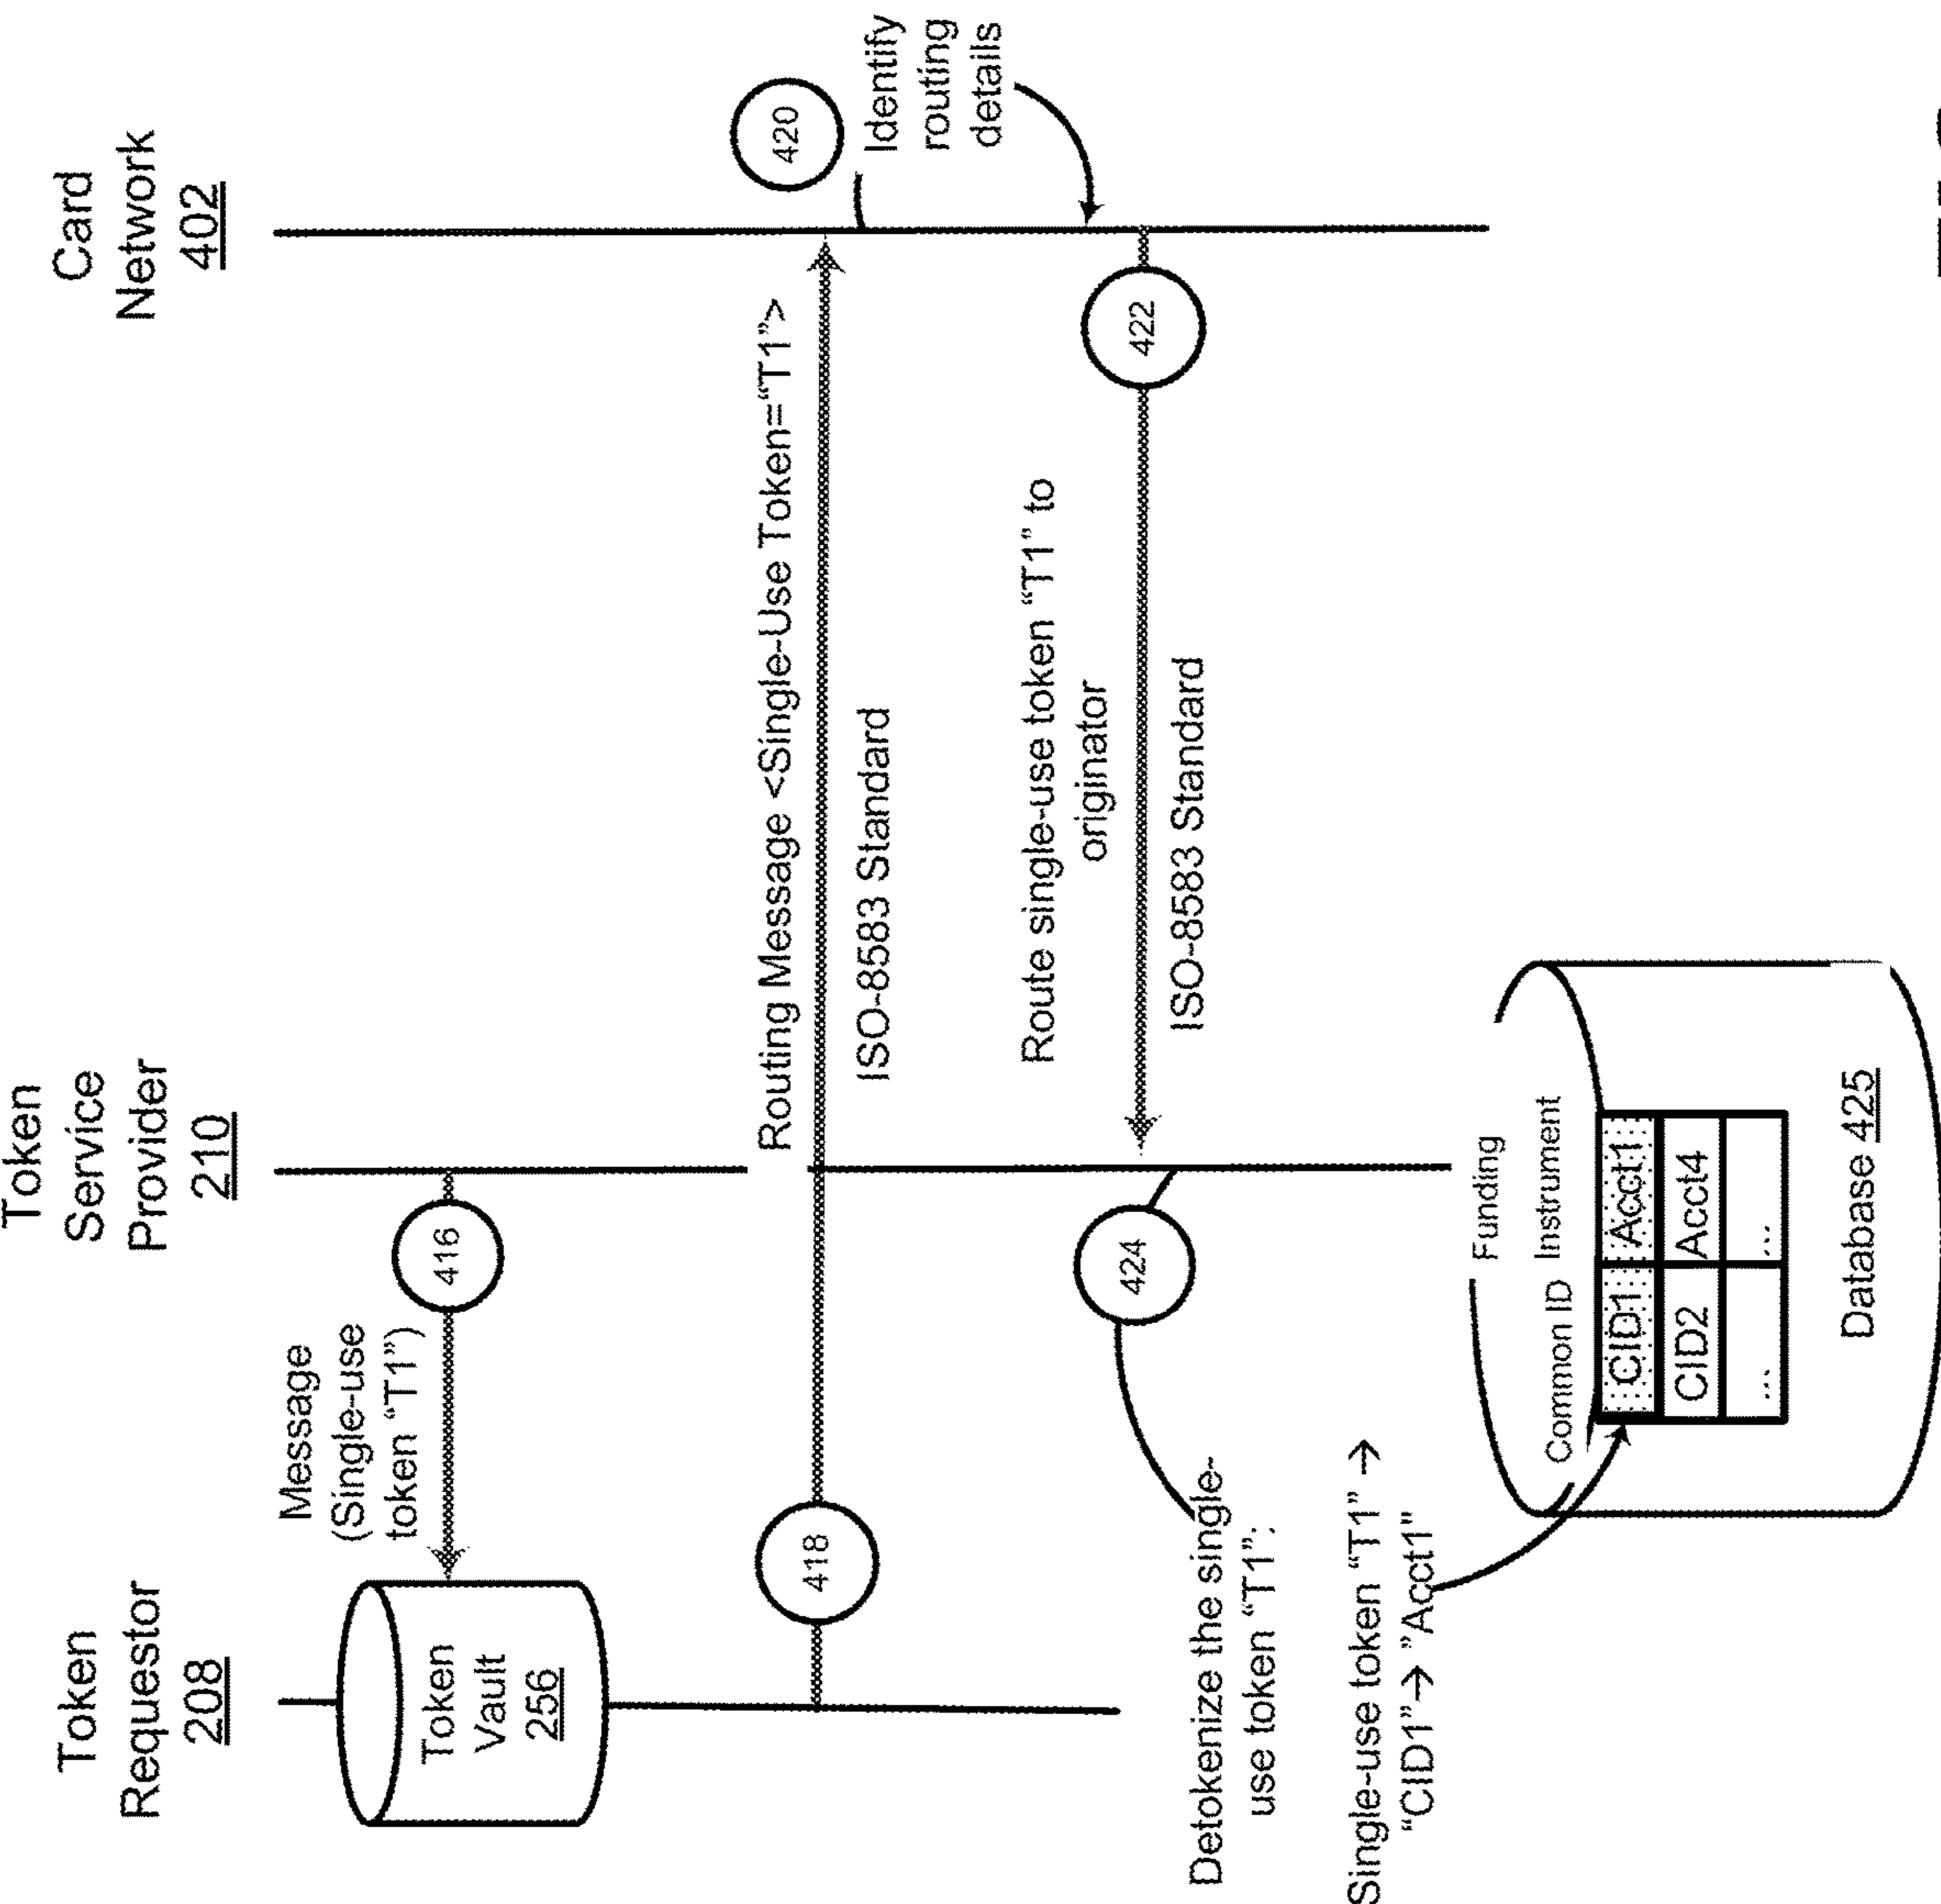 Token
Requestor
208
Token
Service
Provider
210
Card
Network
402
Token
Vault
256
Message
(Single-use
token “T1”)
416
418
Routing Message <Single-Use Token=“T1”>
ISO-8583 Standard
420
Identify
routing
details
422
Route single-use token “T1” to
originator
ISO-8583 Standard
424
Detokenize the single-
use token “T1”:
Single-use token “T1” →
“CID1”→ ”Acct1"
Funding
Common ID Instrument
CID1 Acct1
CID2 Acct4
... ...
Database 425